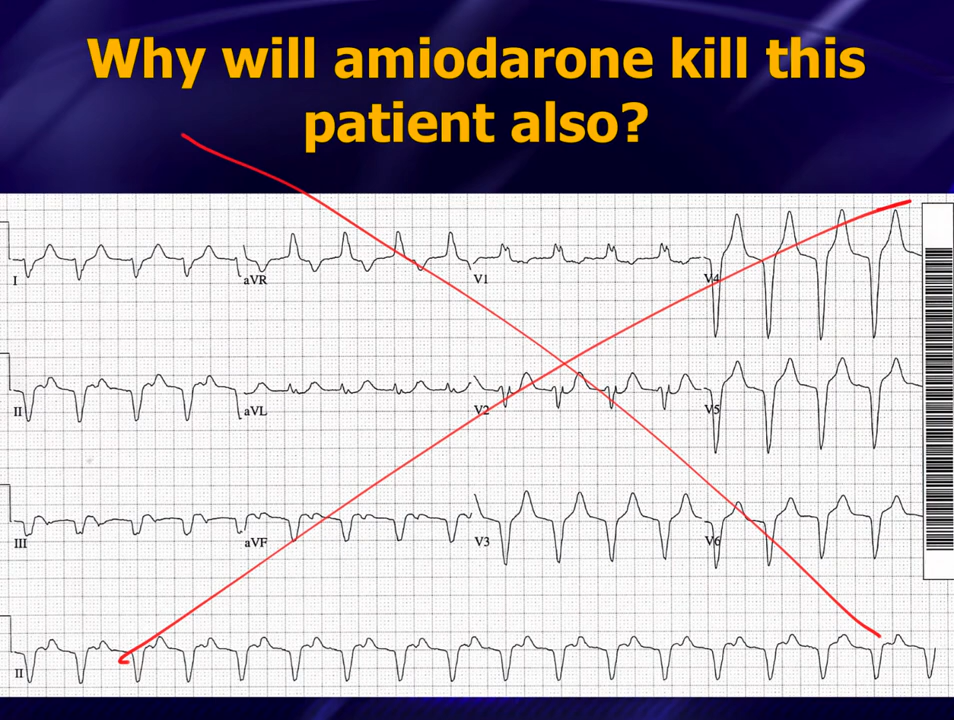 Why will amiodarone kill this
patient also?
I
aVR
V1
V4
II
aVL
V2
V5
III
aVF
V3
V6
II